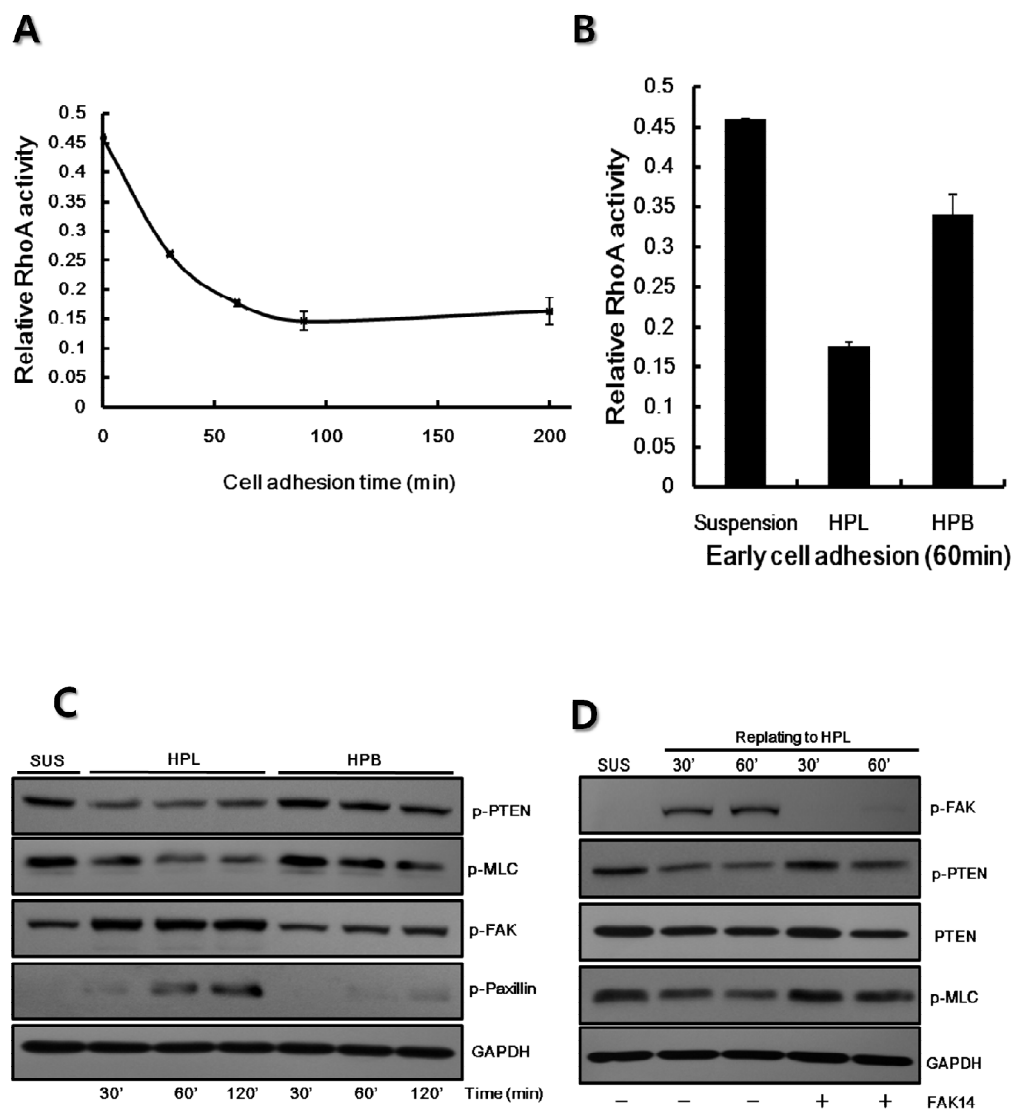 A
Relative RhoA activity
0.5
0.45
0.4
0.35
0.3
0.25
0.2
0.15
0.1
0.05
0
0 50 100 150 200
Cell adhesion time (min)
B
Relative RhoA activity
0.5
0.45
0.4
0.35
0.3
0.25
0.2
0.15
0.1
0.05
0
Suspension HPL HPB
Early cell adhesion (60min)
C
SUS HPL HPB
p-PTEN
p-MLC
p-FAK
p-Paxillin
GAPDH
30' 60' 120' 30' 60' 120' Time (min)
D
Replating to HPL
SUS 30' 60' 30' 60'
p-FAK
p-PTEN
PTEN
p-MLC
GAPDH
– – – + + FAK14